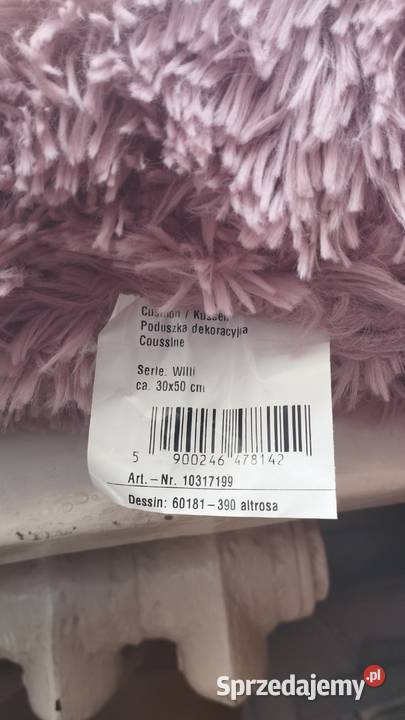 Cushion / Kissen
Poduszka dekoracyjna
Coussine
Serie: Willi
ca. 30x50 cm
5 900246 478142
Art.-Nr. 10317199
Dessin: 60181-390 altrosa
Sprzedajemy.pl